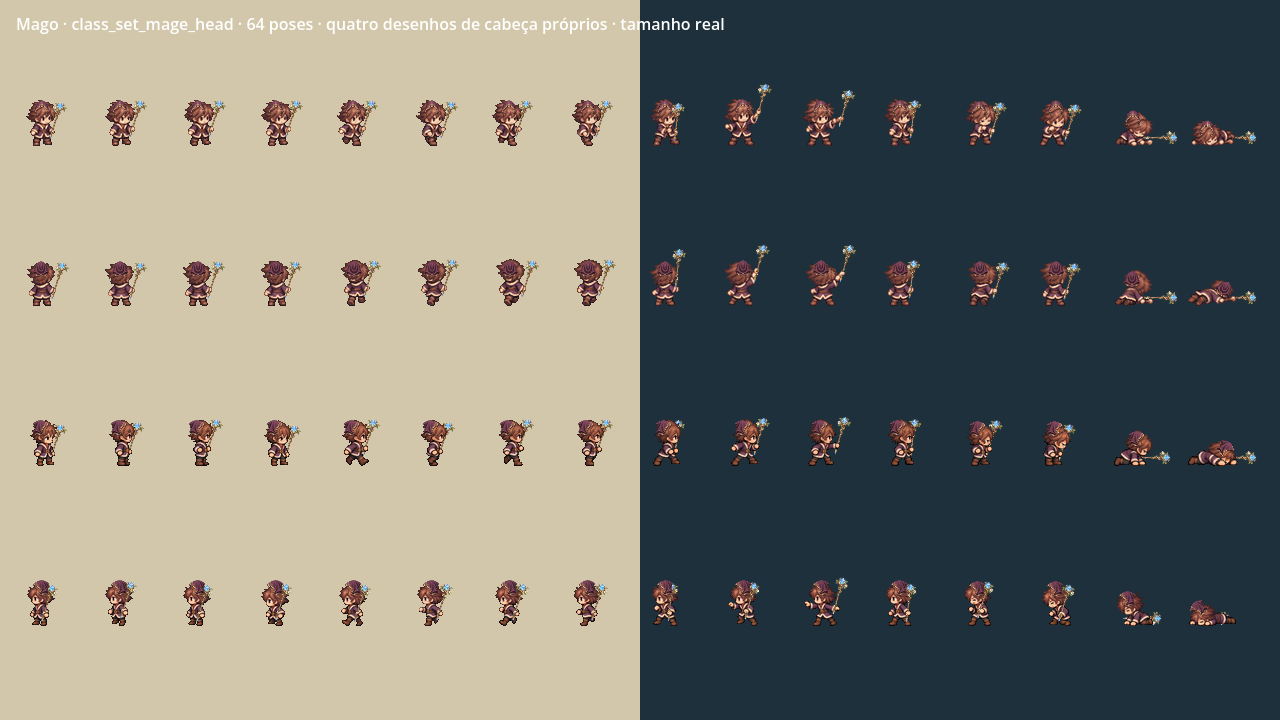 Mago · class_set_mage_head · 64 poses · quatro desenhos de cabeça próprios · tamanho real